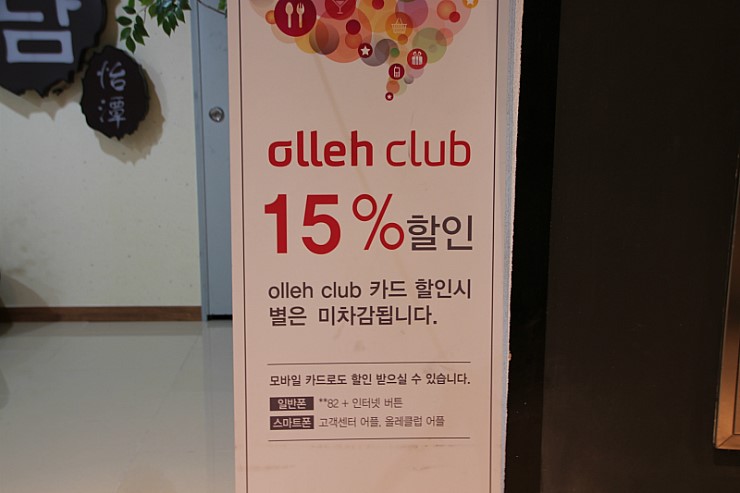 담
怡潭
olleh club
15%할인
olleh club 카드 할인시
별은 미차감됩니다.
모바일 카드로도 할인 받으실 수 있습니다.
일반폰 **82 + 인터넷 버튼
스마트폰 고객센터 어플, 올레클럽 어플